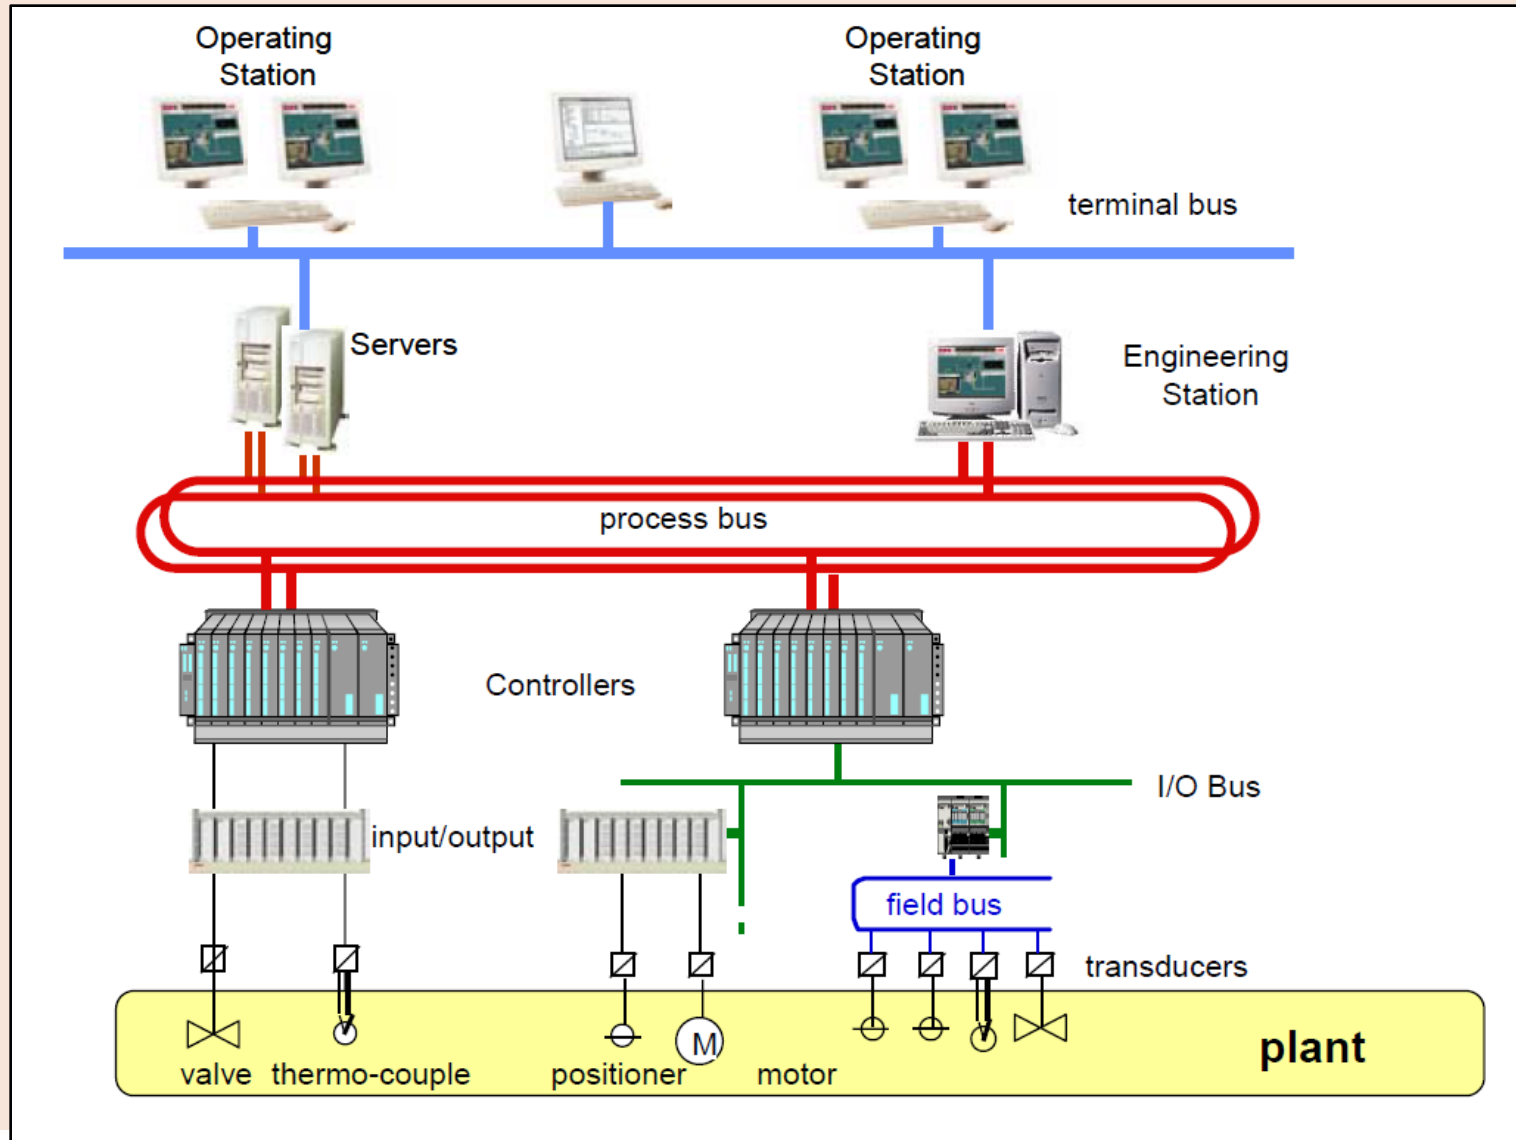 Operating
Station
Operating
Station
terminal bus
Servers
Engineering
Station
process bus
Controllers
I/O Bus
input/output
field bus
transducers
M
plant
valve thermo-couple positioner motor